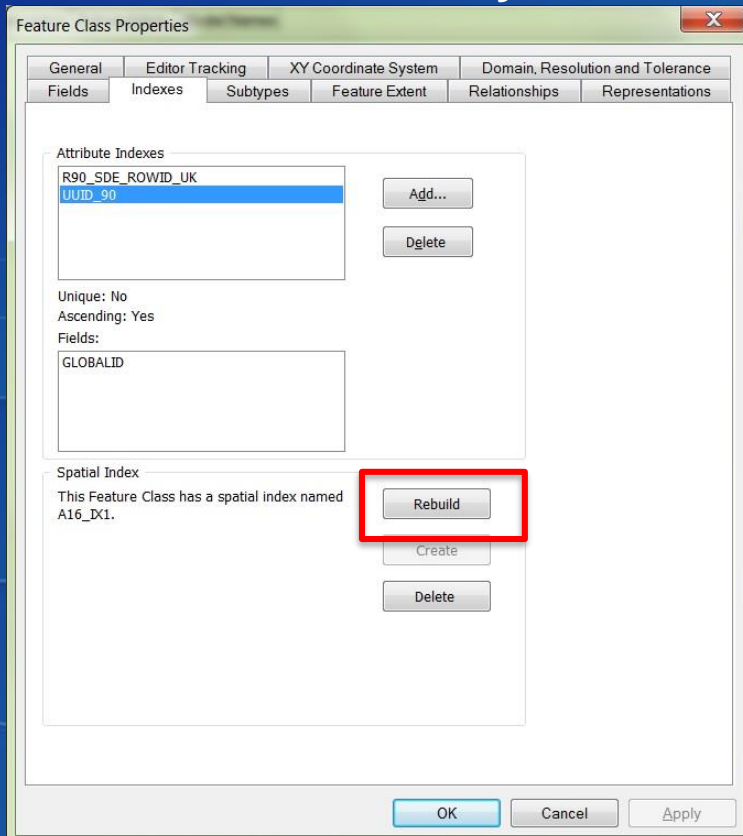 Feature Class Properties
X
General Editor Tracking XY Coordinate System Domain, Resolution and Tolerance
Fields Indexes Subtypes Feature Extent Relationships Representations
Attribute Indexes
R90_SDE_ROWID_UK
UUID_90
Add...
Delete
Unique: No
Ascending: Yes
Fields:
GLOBALID
Spatial Index
This Feature Class has a spatial index named
A16_IX1.
Rebuild
Create
Delete
OK Cancel Apply